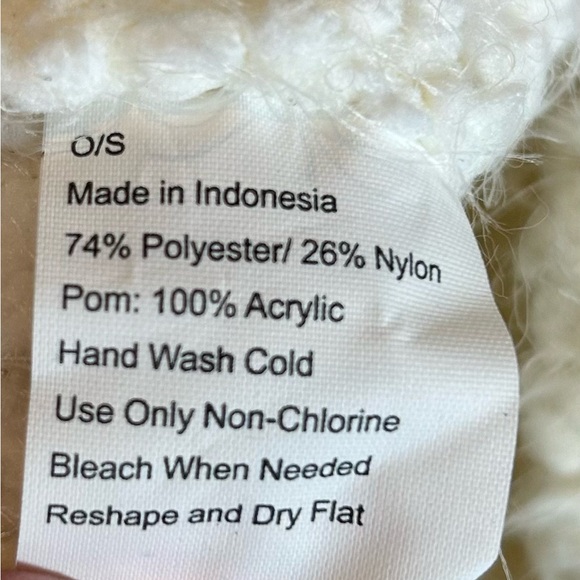 O/S
Made in Indonesia
74% Polyester/ 26% Nylon
Pom: 100% Acrylic
Hand Wash Cold
Use Only Non-Chlorine
Bleach When Needed
Reshape and Dry Flat